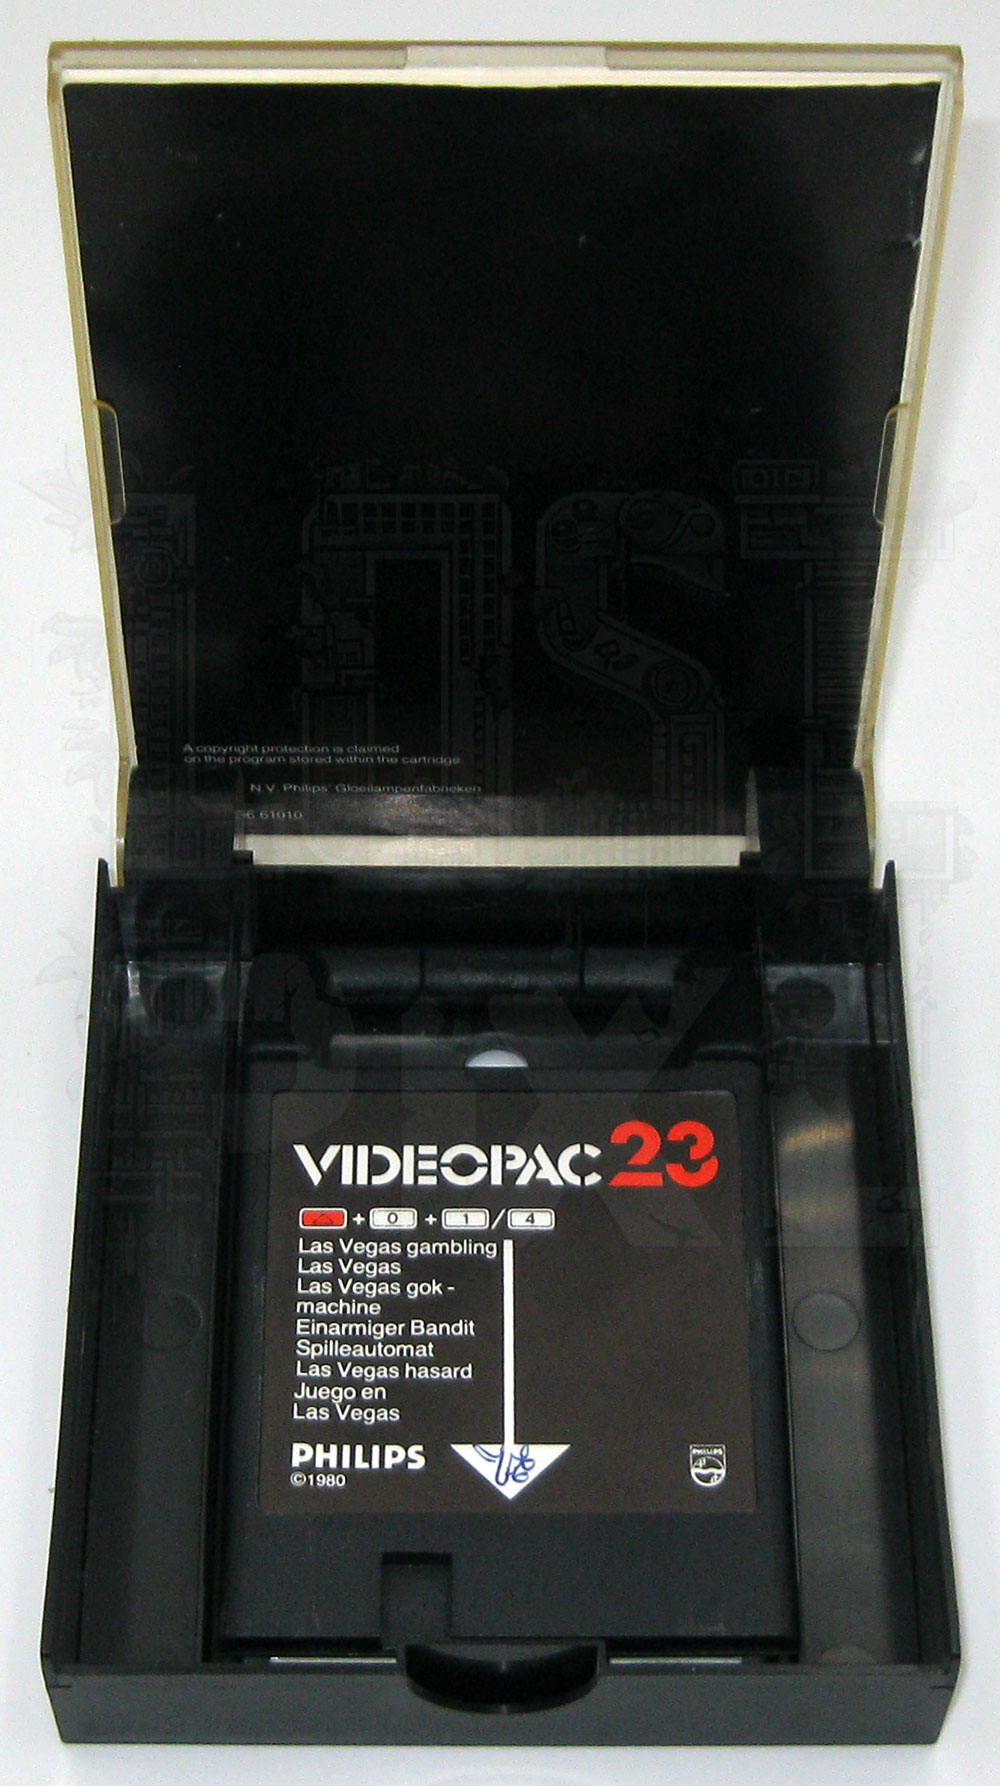 A copyright protection is claimed
on the program stored within the cartridge.
N.V. Philips' Gloeilampenfabrieken
61010
VIDEOPAC 23
+ 0 + 1 / 4
Las Vegas gambling
Las Vegas
Las Vegas gok -
machine
Einarmiger Bandit
Spilleautomat
Las Vegas hasard
Juego en
Las Vegas
PHILIPS
©1980
PHILIPS